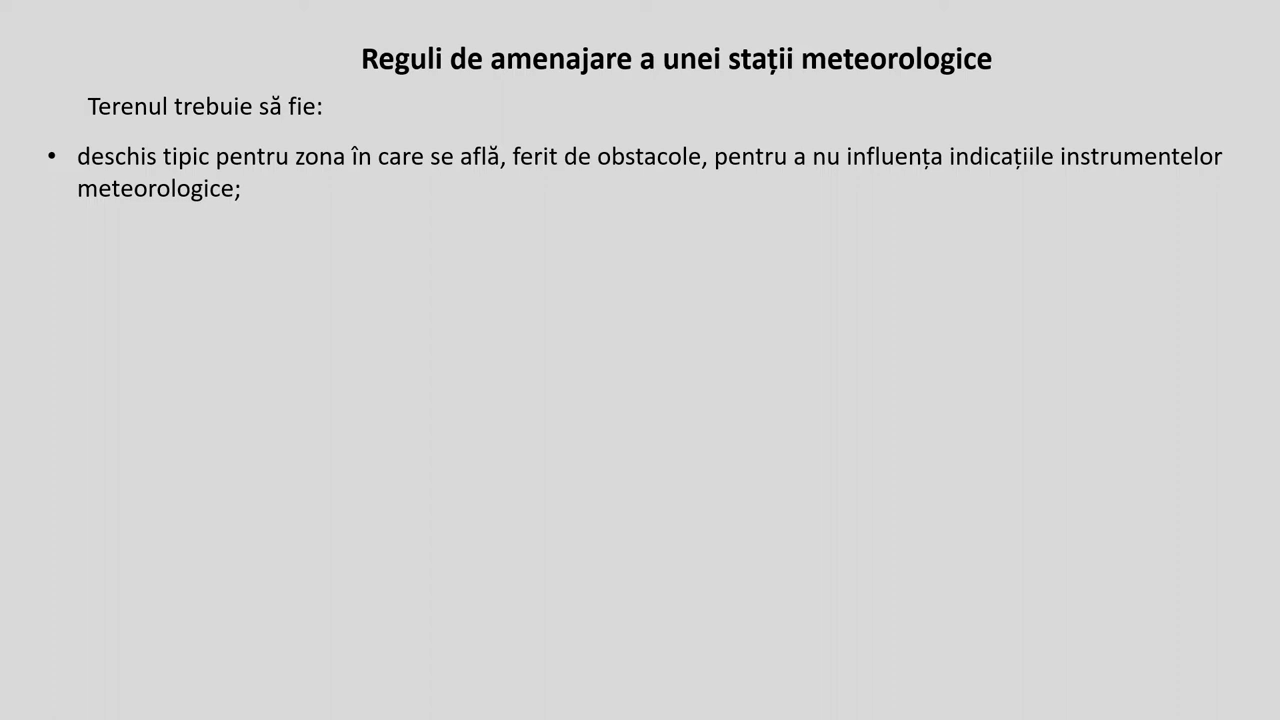 Reguli de amenajare a unei stații meteorologice
Terenul trebuie să fie:
• deschis tipic pentru zona în care se află, ferit de obstacole, pentru a nu influența indicațiile instrumentelor
meteorologice;